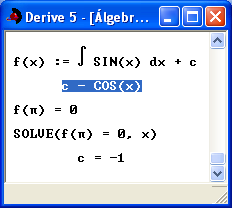 Derive 5 - [Álgebr...
f(x) := ∫ SIN(x) dx + c
c - COS(x)
f(π) = 0
SOLVE(f(π) = 0, x)
c = -1